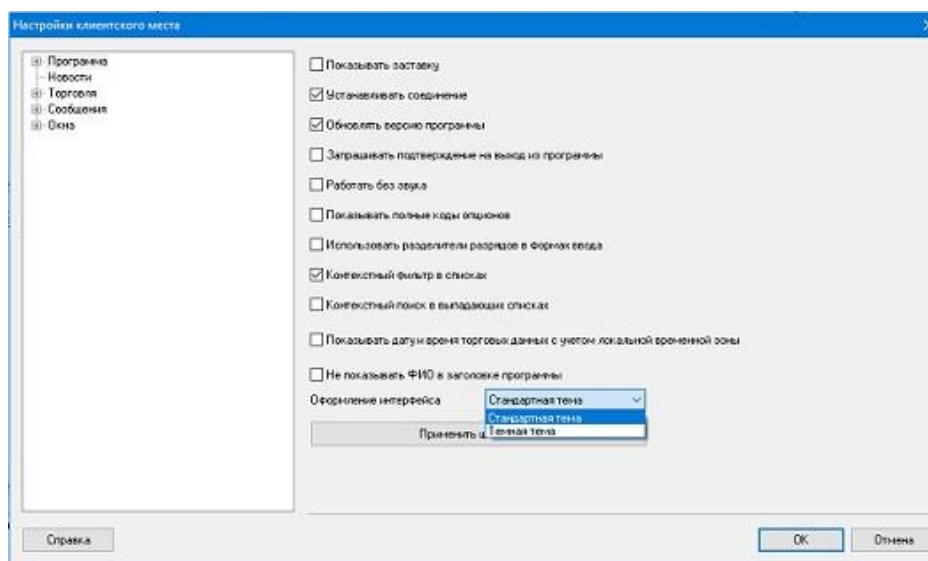 Настройки клиентского места
Программа
Новости
Торговля
Сообщения
Окна
Показывать заставку
Устанавливать соединение
Обновлять версию программы
Запрашивать подтверждение на выход из программы
Работать без звука
Показывать полные коды опционов
Использовать разделители разрядов в формах ввода
Контекстный фильтр в списках
Контекстный поиск в выпадающих списках
Показывать дату и время торговых данных с учетом локальной временной зоны
Не показывать ФИО в заголовке программы
Оформление интерфейса Стандартная тема
Стандартная тема
Темная тема
Применить
Справка OK Отмена